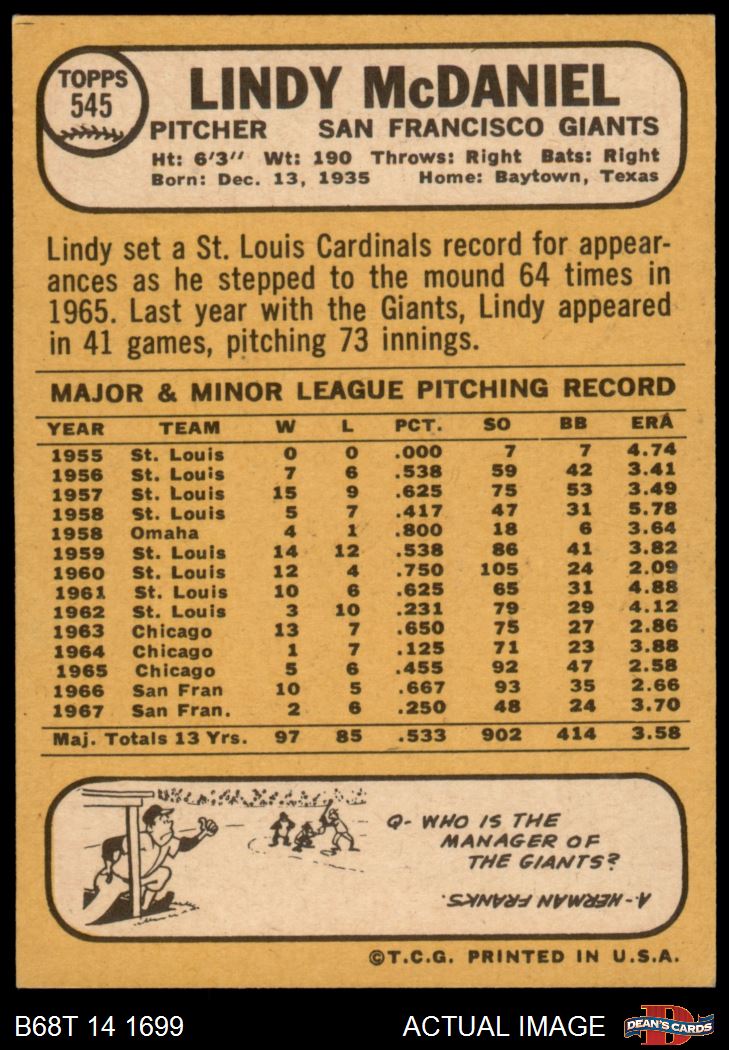 TOPPS
545
LINDY McDANIEL
PITCHER SAN FRANCISCO GIANTS
Ht: 6'3" Wt: 190 Throws: Right Bats: Right
Born: Dec. 13, 1935 Home: Baytown, Texas
Lindy set a St. Louis Cardinals record for appear-
ances as he stepped to the mound 64 times in
1965. Last year with the Giants, Lindy appeared
in 41 games, pitching 73 innings.
MAJOR & MINOR LEAGUE PITCHING RECORD
YEAR TEAM W L PCT. SO BB ERA
1955 St. Louis 0 0 .000 7 7 4.74
1956 St. Louis 7 6 .538 59 42 3.41
1957 St. Louis 15 9 .625 75 53 3.49
1958 St. Louis 5 7 .417 47 31 5.78
1958 Omaha 4 1 .800 18 6 3.64
1959 St. Louis 14 12 .538 86 41 3.82
1960 St. Louis 12 4 .750 105 24 2.09
1961 St. Louis 10 6 .625 65 31 4.88
1962 St. Louis 3 10 .231 79 29 4.12
1963 Chicago 13 7 .650 75 27 2.86
1964 Chicago 1 7 .125 71 23 3.88
1965 Chicago 5 6 .455 92 47 2.58
1966 San Fran 10 5 .667 93 35 2.66
1967 San Fran. 2 6 .250 48 24 3.70
Maj. Totals 13 Yrs. 97 85 .533 902 414 3.58
Q- WHO IS THE
MANAGER OF
THE GIANTS?
A- HERMAN FRANKS.
©T.C.G. PRINTED IN U.S.A.
B68T 14 1699 ACTUAL IMAGE
D
DEAN'S CARDS